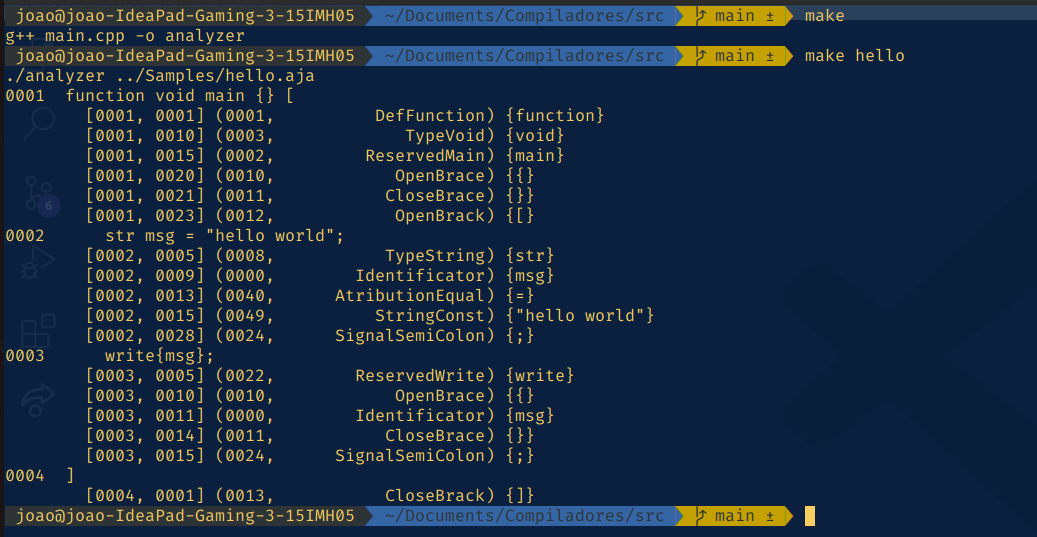 joao@joao-IdeaPad-Gaming-3-15IMH05 ~/Documents/Compiladores/src main ± make
g++ main.cpp -o analyzer
joao@joao-IdeaPad-Gaming-3-15IMH05 ~/Documents/Compiladores/src main ± make hello
./analyzer ../Samples/hello.aja
0001  function void main {} [
        [0001, 0001] (0001,          DefFunction) {function}
        [0001, 0010] (0003,             TypeVoid) {void}
        [0001, 0015] (0002,         ReservedMain) {main}
        [0001, 0020] (0010,            OpenBrace) {{}
        [0001, 0021] (0011,           CloseBrace) {}}
        [0001, 0023] (0012,            OpenBrack) {[}
0002      str msg = "hello world";
        [0002, 0005] (0008,           TypeString) {str}
        [0002, 0009] (0000,        Identificator) {msg}
        [0002, 0013] (0040,      AtributionEqual) {=}
        [0002, 0015] (0049,          StringConst) {"hello world"}
        [0002, 0028] (0024,      SignalSemiColon) {;}
0003      write{msg};
        [0003, 0005] (0022,        ReservedWrite) {write}
        [0003, 0010] (0010,            OpenBrace) {{}
        [0003, 0011] (0000,        Identificator) {msg}
        [0003, 0014] (0011,           CloseBrace) {}}
        [0003, 0015] (0024,      SignalSemiColon) {;}
0004  ]
        [0004, 0001] (0013,           CloseBrack) {]}
joao@joao-IdeaPad-Gaming-3-15IMH05 ~/Documents/Compiladores/src main ±
6